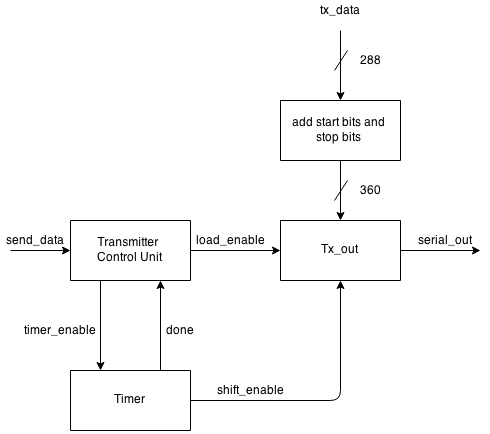 tx_data
288
add start bits and
stop bits
360
send_data
Transmitter
Control Unit
load_enable
Tx_out
serial_out
timer_enable
done
Timer
shift_enable